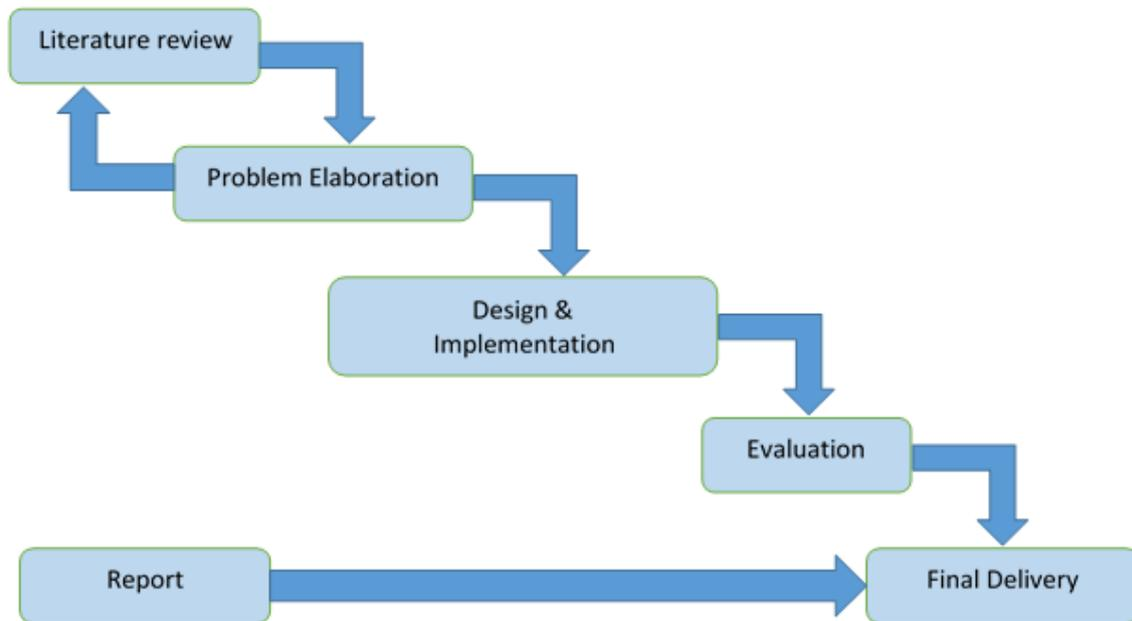 Literature review
Problem Elaboration
Design &
Implementation
Evaluation
Report
Final Delivery